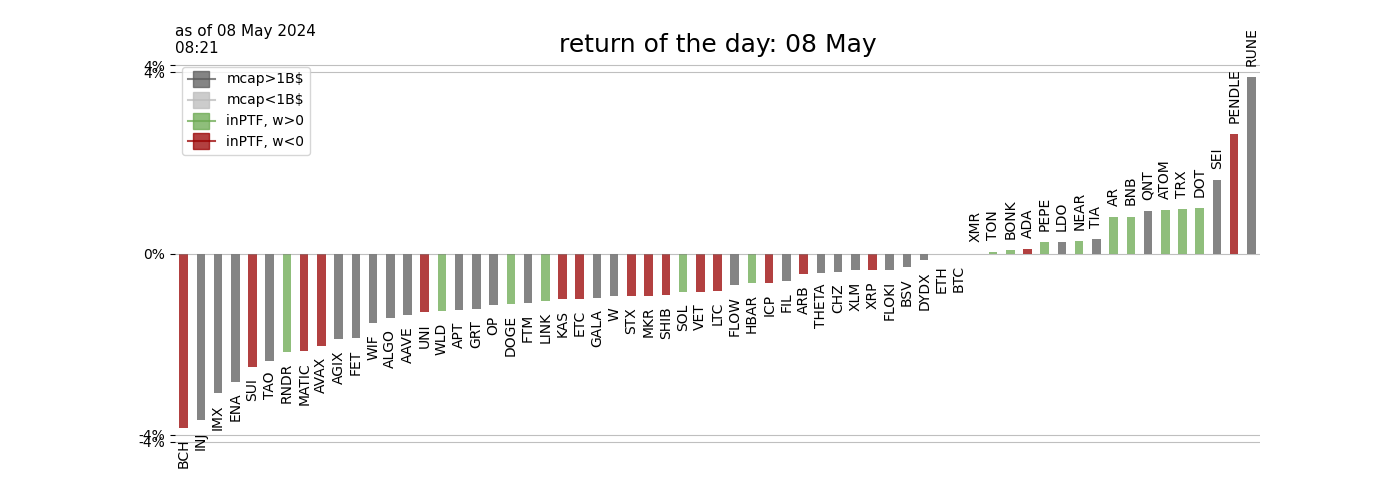 as of 08 May 2024
08:21
return of the day: 08 May
4%
4%
0%
-4%
-4%
mcap>1B$
mcap<1B$
inPTF, w>0
inPTF, w<0
BCH
INJ
IMX
ENA
SUI
TAO
RNDR
MATIC
AVAX
AGIX
FET
WIF
ALGO
AAVE
UNI
WLD
APT
GRT
OP
DOGE
FTM
LINK
KAS
ETC
GALA
W
STX
MKR
SHIB
SOL
VET
LTC
FLOW
HBAR
ICP
FIL
ARB
THETA
CHZ
XLM
XRP
FLOKI
BSV
DYDX
ETH
BTC
XMR
TON
BONK
ADA
PEPE
LDO
NEAR
TIA
AR
BNB
QNT
ATOM
TRX
DOT
SEI
PENDLE
RUNE